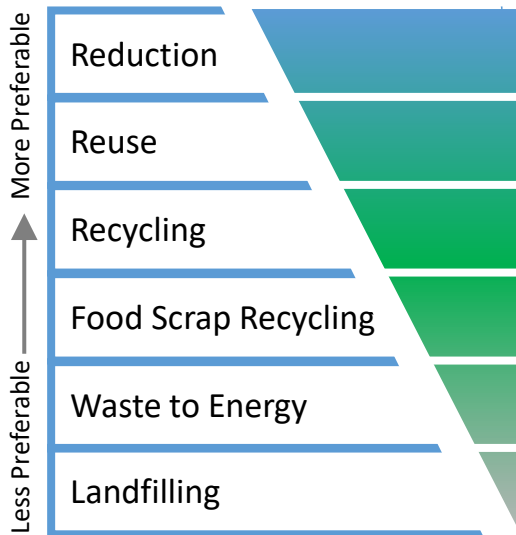 More Preferable
Less Preferable
Reduction
Reuse
Recycling
Food Scrap Recycling
Waste to Energy
Landfilling